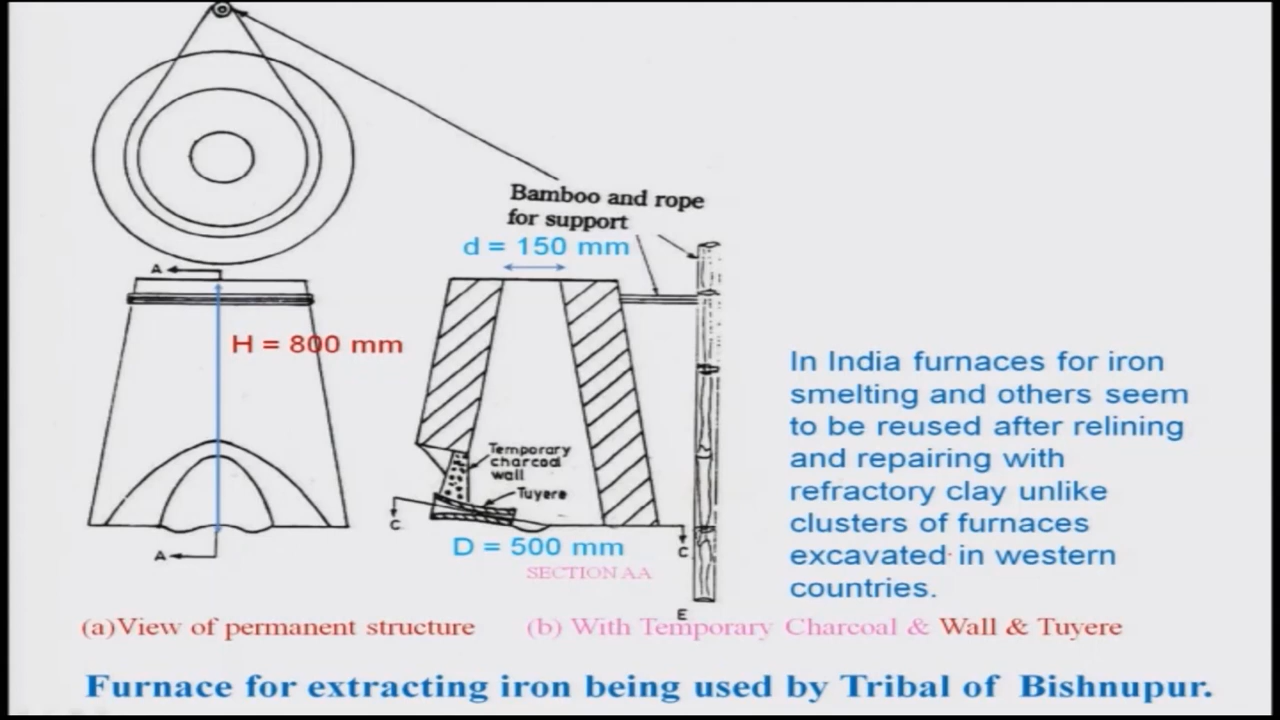 Bamboo and rope
for support
d = 150 mm
A
H = 800 mm
In India furnaces for iron
smelting and others seem
to be reused after relining
and repairing with
refractory clay unlike
clusters of furnaces
excavated in western
countries.
Temporary
charcoal
wall
Tuyere
C
C
D = 500 mm
A
SECTION AA
E
(a)View of permanent structure
(b) With Temporary Charcoal & Wall & Tuyere
Furnace for extracting iron being used by Tribal of Bishnupur.